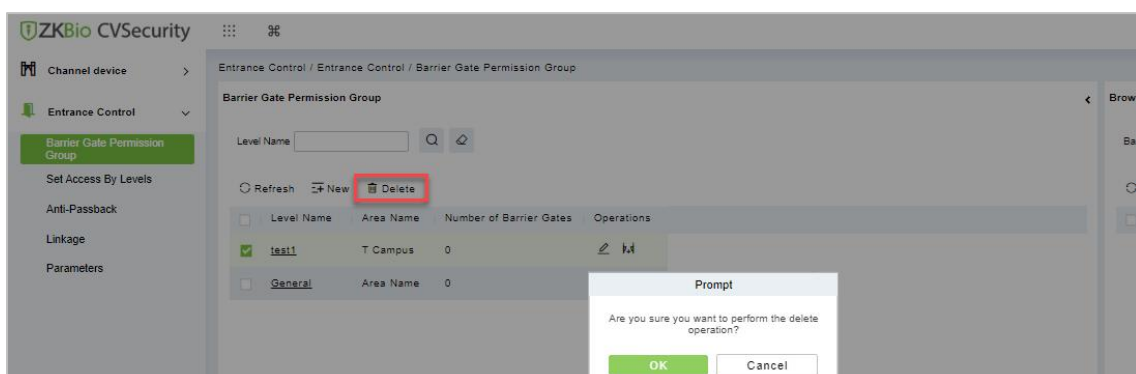 ZKBio CVSecurity
Channel device
Entrance Control
Barrier Gate Permission
Group
Set Access By Levels
Anti-Passback
Linkage
Parameters
Entrance Control / Entrance Control / Barrier Gate Permission Group
Barrier Gate Permission Group
Level Name
Refresh New Delete
Level Name Area Name Number of Barrier Gates Operations
test1 T Campus 0
General Area Name 0
Prompt
Are you sure you want to perform the delete
operation?
OK Cancel
Brow
Ba